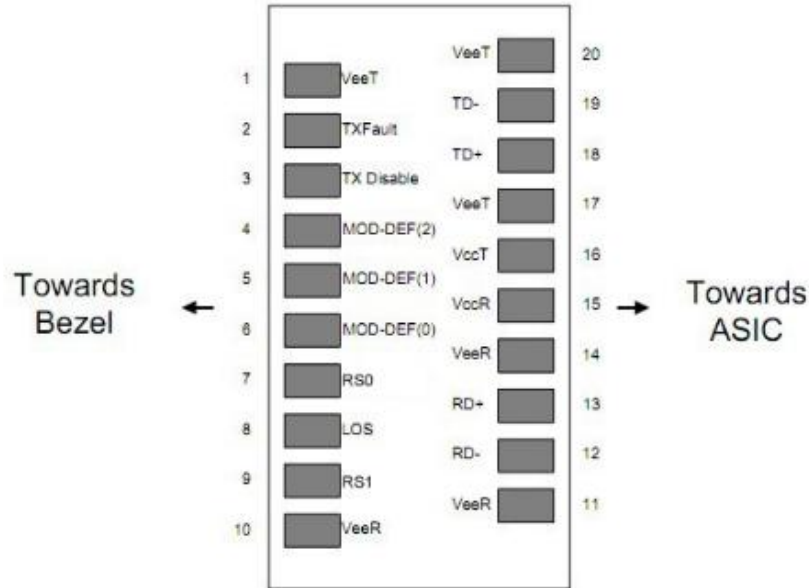 VeeT 20
1 VeeT
TD- 19
2 TXFault
TD+ 18
3 TX Disable
VeeT 17
4 MOD-DEF(2)
VccT 16
5 MOD-DEF(1)
Towards
Bezel
VccR 15
Towards
ASIC
6 MOD-DEF(0)
VeeR 14
7 RS0
RD+ 13
8 LOS
RD- 12
9 RS1
VeeR 11
10 VeeR